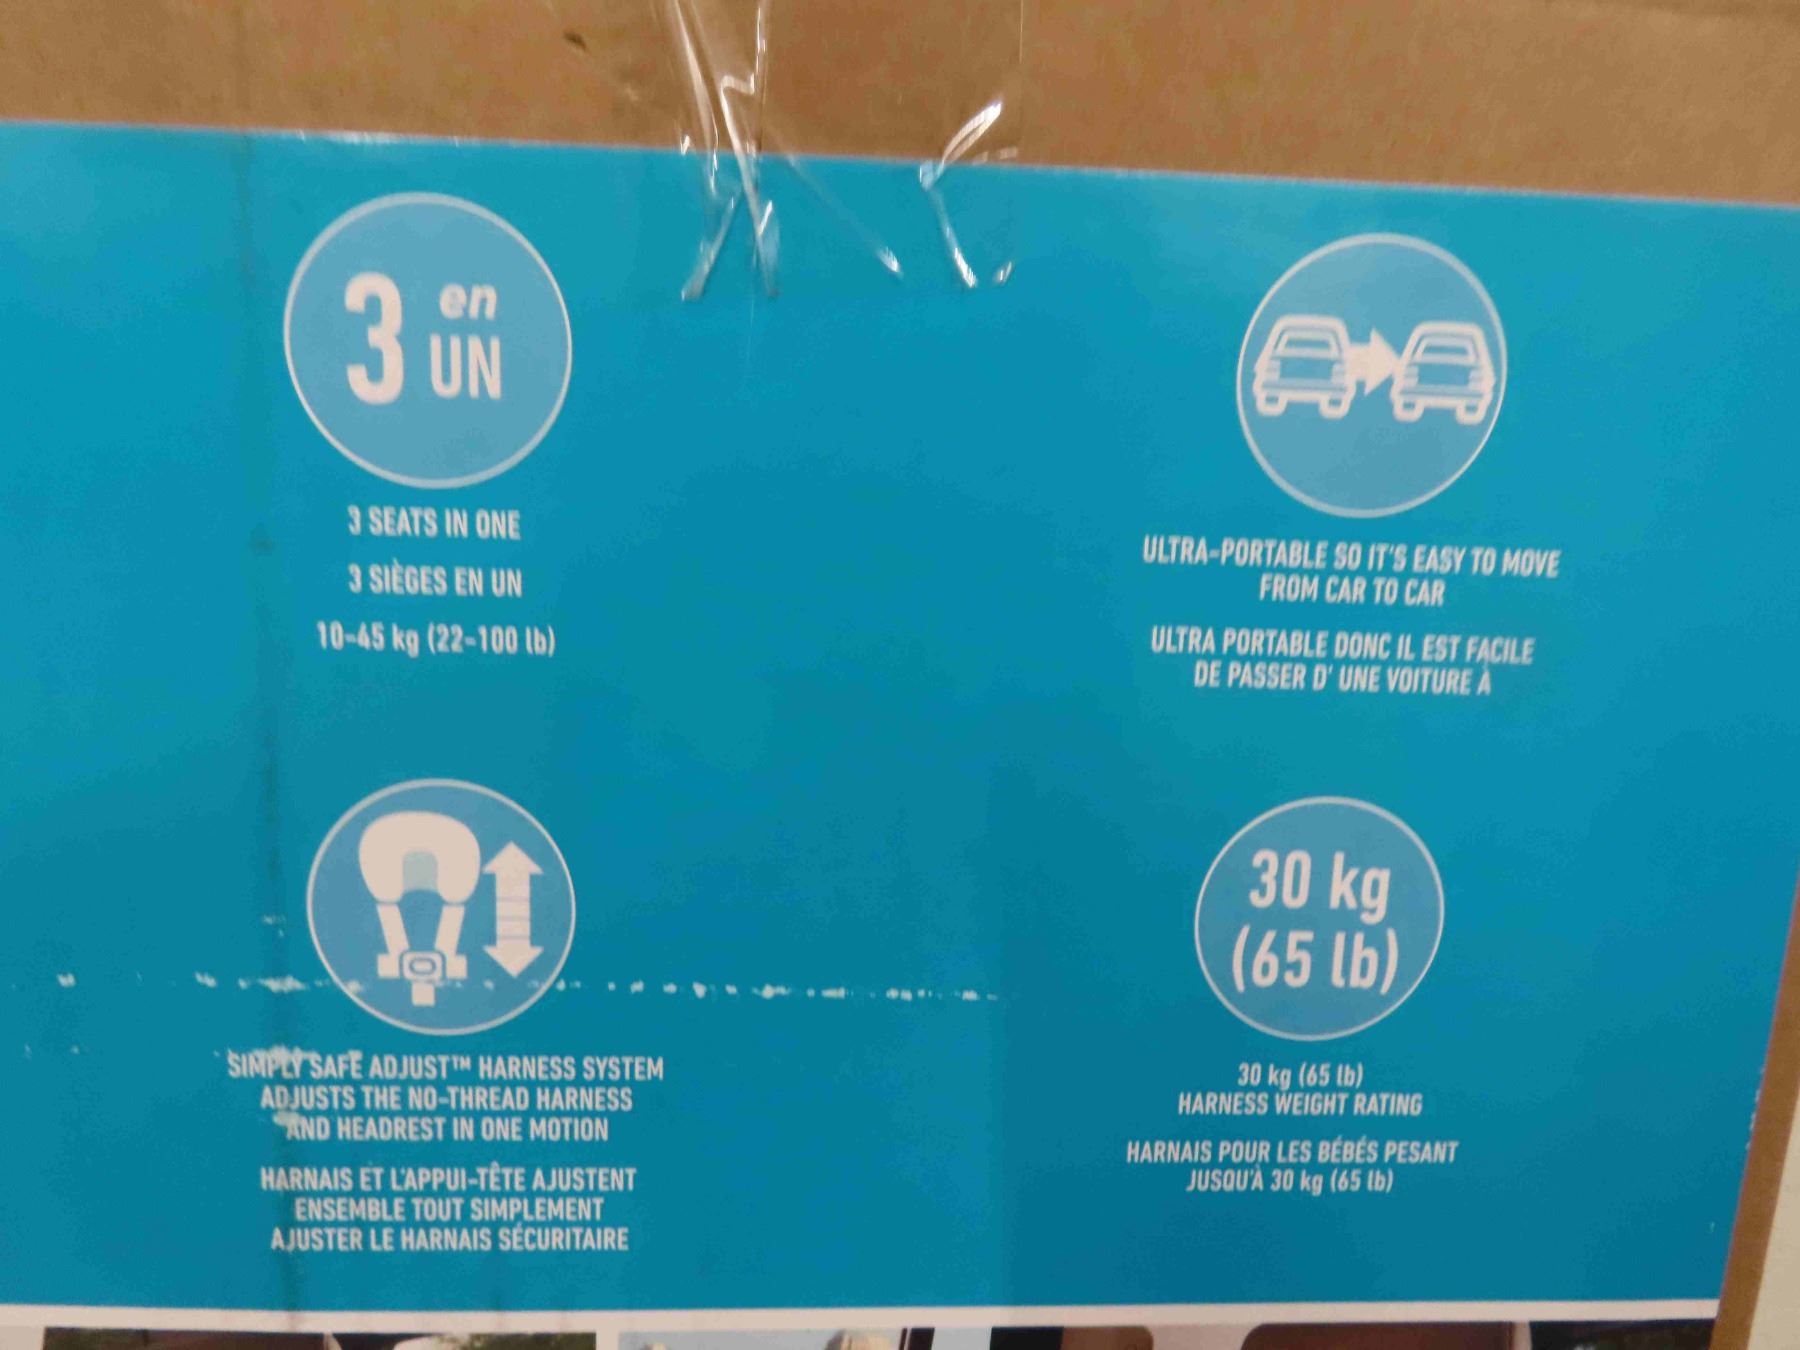 3 en
UN
3 SEATS IN ONE
3 SIÈGES EN UN
10-45 kg (22-100 lb)
ULTRA-PORTABLE SO IT'S EASY TO MOVE
FROM CAR TO CAR
ULTRA PORTABLE DONC IL EST FACILE
DE PASSER D' UNE VOITURE À
SIMPLY SAFE ADJUST™ HARNESS SYSTEM
ADJUSTS THE NO-THREAD HARNESS
AND HEADREST IN ONE MOTION
HARNAIS ET L'APPUI-TÊTE AJUSTENT
ENSEMBLE TOUT SIMPLEMENT
AJUSTER LE HARNAIS SÉCURITAIRE
30 kg
(65 lb)
30 kg (65 lb)
HARNESS WEIGHT RATING
HARNAIS POUR LES BÉBÉS PESANT
JUSQU'À 30 kg (65 lb)